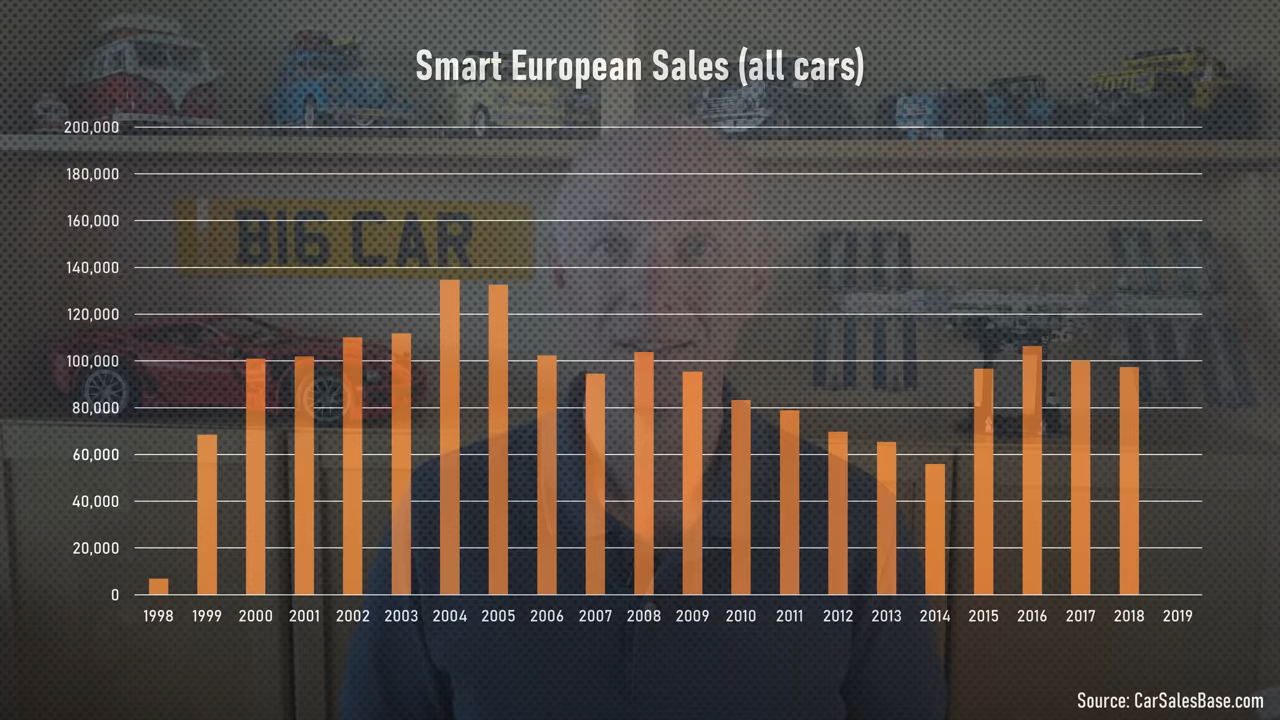 Smart European Sales (all cars)
200,000
180,000
160,000
B16 CAR
140,000
120,000
100,000
80,000
60,000
40,000
20,000
0
1998 1999 2000 2001 2002 2003 2004 2005 2006 2007 2008 2009 2010 2011 2012 2013 2014 2015 2016 2017 2018 2019
Source: CarSalesBase.com